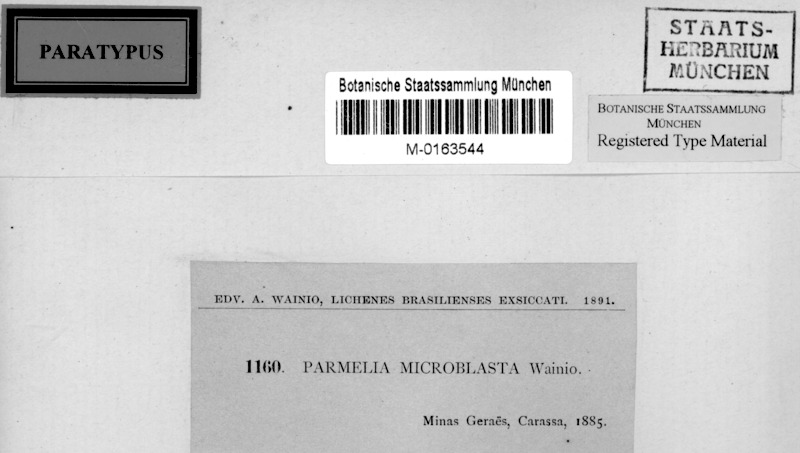 PARATYPUS
STAATS-
HERBARIUM
MÜNCHEN
Botanische Staatssammlung München
M-0163544
BOTANISCHE STAATSSAMMLUNG
MÜNCHEN
Registered Type Material
EDV. A. WAINIO, LICHENES BRASILIENSES EXSICCATI. 1891.
1160. PARMELIA MICROBLASTA Wainio.
Minas Geraës, Carassa, 1885.